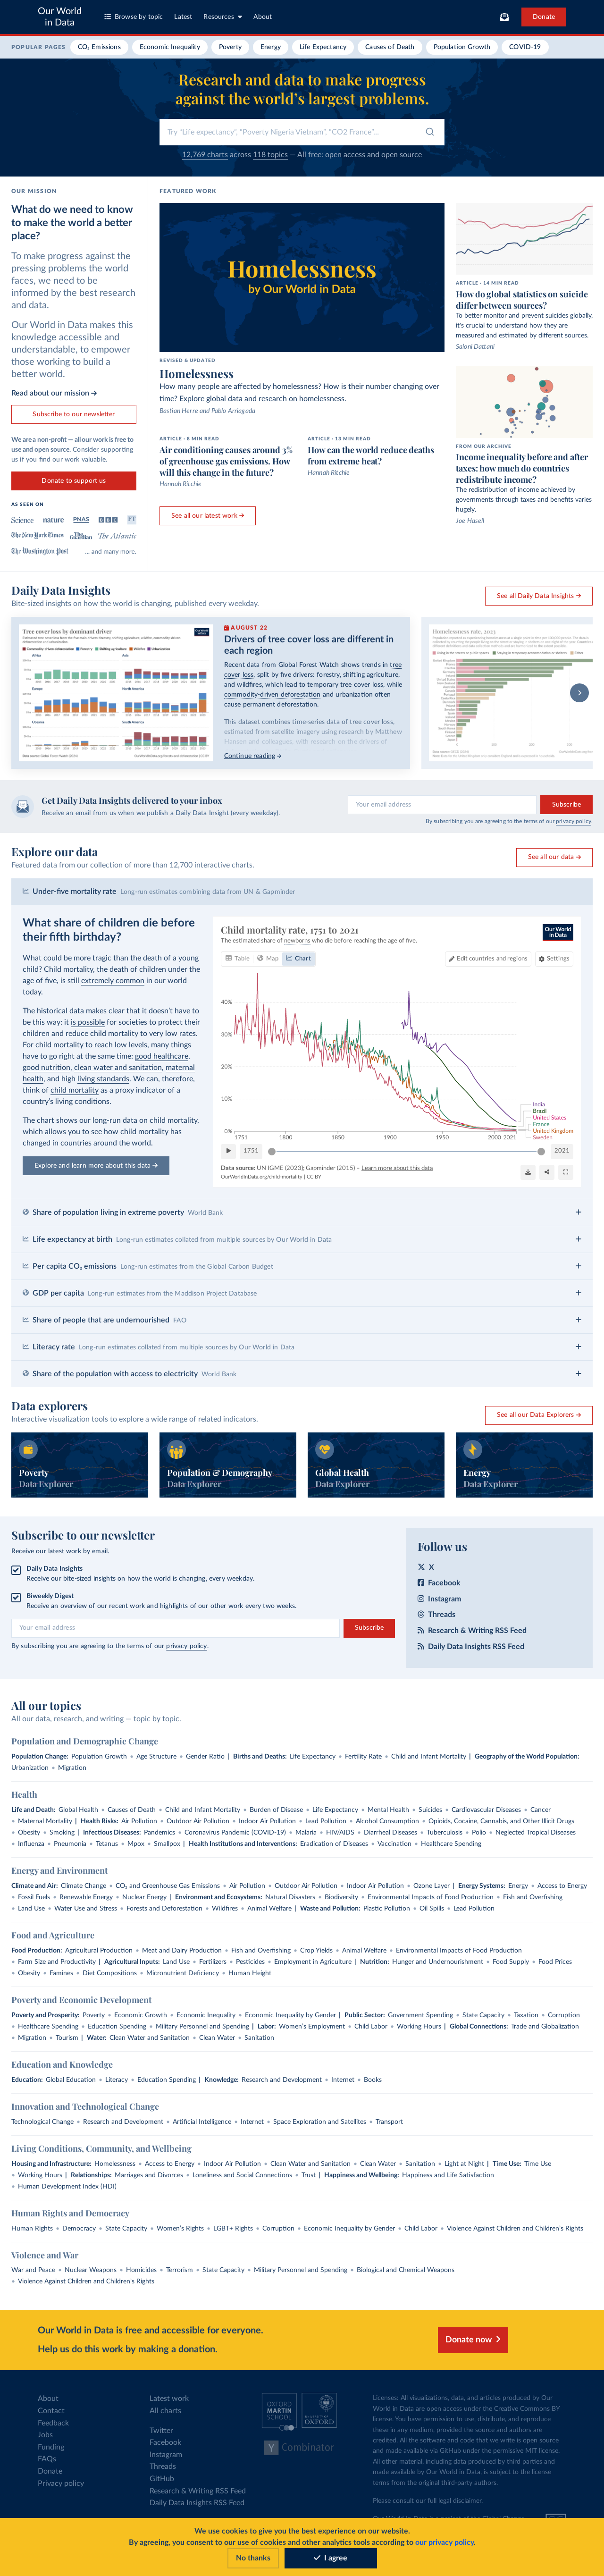 Our World
in Data
Browse by topic
Latest
Resources
About
Donate
POPULAR PAGES
CO₂ Emissions
Economic Inequality
Poverty
Energy
Life Expectancy
Causes of Death
Population Growth
COVID-19
Research and data to make progress
against the world’s largest problems.
Try "Life expectancy", "Poverty Nigeria Vietnam", "CO2 France"...
12,769 charts across 118 topics — All free: open access and open source
OUR MISSION
What do we need to know
to make the world a better
place?
To make progress against the
pressing problems the world
faces, we need to be
informed by the best research
and data.
Our World in Data makes this
knowledge accessible and
understandable, to empower
those working to build a
better world.
Read about our mission →
Subscribe to our newsletter
We are a non-profit — all our work is free to
use and open source. Consider supporting
us if you find our work valuable.
Donate to support us
AS SEEN ON
Science
nature
PNAS
BBC
FT
The New York Times
The Guardian
The Atlantic
The Washington Post
... and many more.
FEATURED WORK
Homelessness
by Our World in Data
REVISED & UPDATED
Homelessness
How many people are affected by homelessness? How is their number changing over
time? Explore global data and research on homelessness.
Bastian Herre and Pablo Arriagada
ARTICLE - 8 MIN READ
Air conditioning causes around 3%
of greenhouse gas emissions. How
will this change in the future?
Hannah Ritchie
ARTICLE - 13 MIN READ
How can the world reduce deaths
from extreme heat?
Hannah Ritchie
See all our latest work →
ARTICLE - 14 MIN READ
How do global statistics on suicide
differ between sources?
To better monitor and prevent suicides globally,
it’s crucial to understand how they are
measured and estimated by different sources.
Saloni Dattani
FROM OUR ARCHIVE
Income inequality before and after
taxes: how much do countries
redistribute income?
The redistribution of income achieved by
governments through taxes and benefits varies
hugely.
Joe Hasell
Daily Data Insights
Bite-sized insights on how the world is changing, published every weekday.
See all Daily Data Insights →
Tree cover loss by dominant driver
AUGUST 22
Drivers of tree cover loss are different in
each region
Recent data from Global Forest Watch shows trends in tree
cover loss, split by five drivers: forestry, shifting agriculture,
and wildfires, which lead to temporary tree cover loss, while
commodity-driven deforestation and urbanization often
cause permanent deforestation.
This dataset combines time-series data of tree cover loss,
estimated from satellite imagery using research by Matthew
Hansen and colleagues, with research on the drivers of
Continue reading →
Homelessness rate, 2023
Get Daily Data Insights delivered to your inbox
Receive an email from us when we publish a Daily Data Insight (every weekday).
Your email address
Subscribe
By subscribing you are agreeing to the terms of our privacy policy.
Explore our data
Featured data from our collection of more than 12,700 interactive charts.
See all our data →
Under-five mortality rate Long-run estimates combining data from UN & Gapminder
What share of children die before
their fifth birthday?
What could be more tragic than the death of a young
child? Child mortality, the death of children under the
age of five, is still extremely common in our world
today.
The historical data makes clear that it doesn’t have to
be this way: it is possible for societies to protect their
children and reduce child mortality to very low rates.
For child mortality to reach low levels, many things
have to go right at the same time: good healthcare,
good nutrition, clean water and sanitation, maternal
health, and high living standards. We can, therefore,
think of child mortality as a proxy indicator of a
country’s living conditions.
The chart shows our long-run data on child mortality,
which allows you to see how child mortality has
changed in countries around the world.
Explore and learn more about this data →
Child mortality rate, 1751 to 2021
The estimated share of newborns who die before reaching the age of five.
Our World
in Data
Table
Map
Chart
Edit countries and regions
Settings
40%
30%
20%
10%
0%
1751
1800
1850
1900
1950
2000
2021
India
Brazil
United States
France
United Kingdom
Sweden
1751
2021
Data source: UN IGME (2023); Gapminder (2015) – Learn more about this data
OurWorldInData.org/child-mortality | CC BY
Share of population living in extreme poverty World Bank
Life expectancy at birth Long-run estimates collated from multiple sources by Our World in Data
Per capita CO₂ emissions Long-run estimates from the Global Carbon Budget
GDP per capita Long-run estimates from the Maddison Project Database
Share of people that are undernourished FAO
Literacy rate Long-run estimates collated from multiple sources by Our World in Data
Share of the population with access to electricity World Bank
Data explorers
Interactive visualization tools to explore a wide range of related indicators.
See all our Data Explorers →
Poverty
Data Explorer
Population & Demography
Data Explorer
Global Health
Data Explorer
Energy
Data Explorer
Subscribe to our newsletter
Receive our latest work by email.
Daily Data Insights
Receive our bite-sized insights on how the world is changing, every weekday.
Biweekly Digest
Receive an overview of our recent work and highlights of our other work every two weeks.
Your email address
Subscribe
By subscribing you are agreeing to the terms of our privacy policy.
Follow us
X
Facebook
Instagram
Threads
Research & Writing RSS Feed
Daily Data Insights RSS Feed
All our topics
All our data, research, and writing — topic by topic.
Population and Demographic Change
Population Change: Population Growth • Age Structure • Gender Ratio | Births and Deaths: Life Expectancy • Fertility Rate • Child and Infant Mortality | Geography of the World Population:
Urbanization • Migration
Health
Life and Death: Global Health • Causes of Death • Child and Infant Mortality • Burden of Disease • Life Expectancy • Mental Health • Suicides • Cardiovascular Diseases • Cancer
• Maternal Mortality | Health Risks: Air Pollution • Outdoor Air Pollution • Indoor Air Pollution • Lead Pollution • Alcohol Consumption • Opioids, Cocaine, Cannabis, and Other Illicit Drugs
• Obesity • Smoking | Infectious Diseases: Pandemics • Coronavirus Pandemic (COVID-19) • Malaria • HIV/AIDS • Diarrheal Diseases • Tuberculosis • Polio • Neglected Tropical Diseases
• Influenza • Pneumonia • Tetanus • Mpox • Smallpox | Health Institutions and Interventions: Eradication of Diseases • Vaccination • Healthcare Spending
Energy and Environment
Climate and Air: Climate Change • CO₂ and Greenhouse Gas Emissions • Air Pollution • Outdoor Air Pollution • Indoor Air Pollution • Ozone Layer | Energy Systems: Energy • Access to Energy
• Fossil Fuels • Renewable Energy • Nuclear Energy | Environment and Ecosystems: Natural Disasters • Biodiversity • Environmental Impacts of Food Production • Fish and Overfishing
• Land Use • Water Use and Stress • Forests and Deforestation • Wildfires • Animal Welfare | Waste and Pollution: Plastic Pollution • Oil Spills • Lead Pollution
Food and Agriculture
Food Production: Agricultural Production • Meat and Dairy Production • Fish and Overfishing • Crop Yields • Animal Welfare • Environmental Impacts of Food Production
• Farm Size and Productivity | Agricultural Inputs: Land Use • Fertilizers • Pesticides • Employment in Agriculture | Nutrition: Hunger and Undernourishment • Food Supply • Food Prices
• Obesity • Famines • Diet Compositions • Micronutrient Deficiency • Human Height
Poverty and Economic Development
Poverty and Prosperity: Poverty • Economic Growth • Economic Inequality • Economic Inequality by Gender | Public Sector: Government Spending • State Capacity • Taxation • Corruption
• Healthcare Spending • Education Spending • Military Personnel and Spending | Labor: Women’s Employment • Child Labor • Working Hours | Global Connections: Trade and Globalization
• Migration • Tourism | Water: Clean Water and Sanitation • Clean Water • Sanitation
Education and Knowledge
Education: Global Education • Literacy • Education Spending | Knowledge: Research and Development • Internet • Books
Innovation and Technological Change
Technological Change • Research and Development • Artificial Intelligence • Internet • Space Exploration and Satellites • Transport
Living Conditions, Community, and Wellbeing
Housing and Infrastructure: Homelessness • Access to Energy • Indoor Air Pollution • Clean Water and Sanitation • Clean Water • Sanitation • Light at Night | Time Use: Time Use
• Working Hours | Relationships: Marriages and Divorces • Loneliness and Social Connections • Trust | Happiness and Wellbeing: Happiness and Life Satisfaction
• Human Development Index (HDI)
Human Rights and Democracy
Human Rights • Democracy • State Capacity • Women’s Rights • LGBT+ Rights • Corruption • Economic Inequality by Gender • Child Labor • Violence Against Children and Children’s Rights
Violence and War
War and Peace • Nuclear Weapons • Homicides • Terrorism • State Capacity • Military Personnel and Spending • Biological and Chemical Weapons
• Violence Against Children and Children’s Rights
Our World in Data is free and accessible for everyone.
Help us do this work by making a donation.
Donate now
About
Contact
Feedback
Jobs
Funding
FAQs
Donate
Privacy policy
Latest work
All charts
Twitter
Facebook
Instagram
Threads
GitHub
Research & Writing RSS Feed
Daily Data Insights RSS Feed
OXFORD
MARTIN
SCHOOL
UNIVERSITY OF
OXFORD
Y Combinator
Licenses: All visualizations, data, and articles produced by Our
World in Data are open access under the Creative Commons BY
license. You have permission to use, distribute, and reproduce
these in any medium, provided the source and authors are
credited. All the software and code that we write is open source
and made available via GitHub under the permissive MIT license.
All other material, including data produced by third parties and
made available by Our World in Data, is subject to the license
terms from the original third-party authors.
Please consult our full legal disclaimer.
We use cookies to give you the best experience on our website.
By agreeing, you consent to our use of cookies and other analytics tools according to our privacy policy.
No thanks
I agree